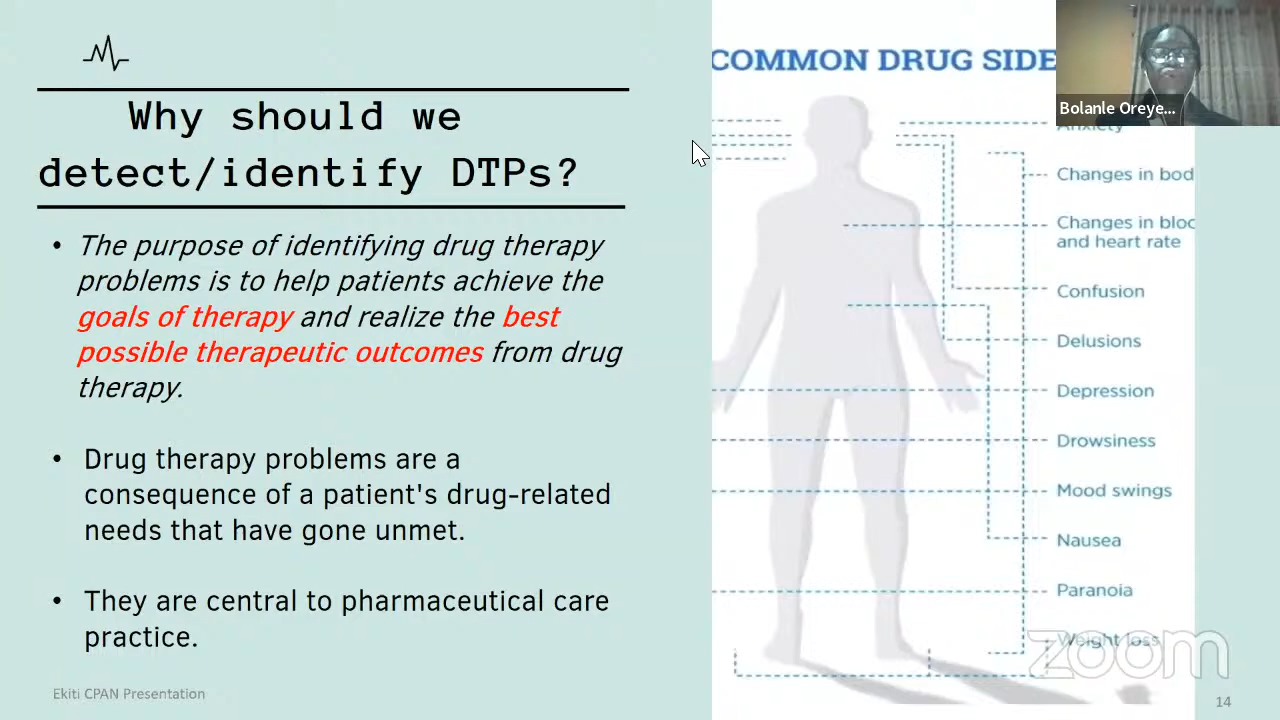 Why should we
detect/identify DTPs?
• The purpose of identifying drug therapy
problems is to help patients achieve the
goals of therapy and realize the best
possible therapeutic outcomes from drug
therapy.
• Drug therapy problems are a
consequence of a patient's drug-related
needs that have gone unmet.
• They are central to pharmaceutical care
practice.
Ekiti CPAN Presentation
COMMON DRUG SIDE
Bolanle Oreye...
Anxiety
Changes in bod
Changes in bloo
and heart rate
Confusion
Delusions
Depression
Drowsiness
Mood swings
Nausea
Paranoia
Weight loss
zoom
14